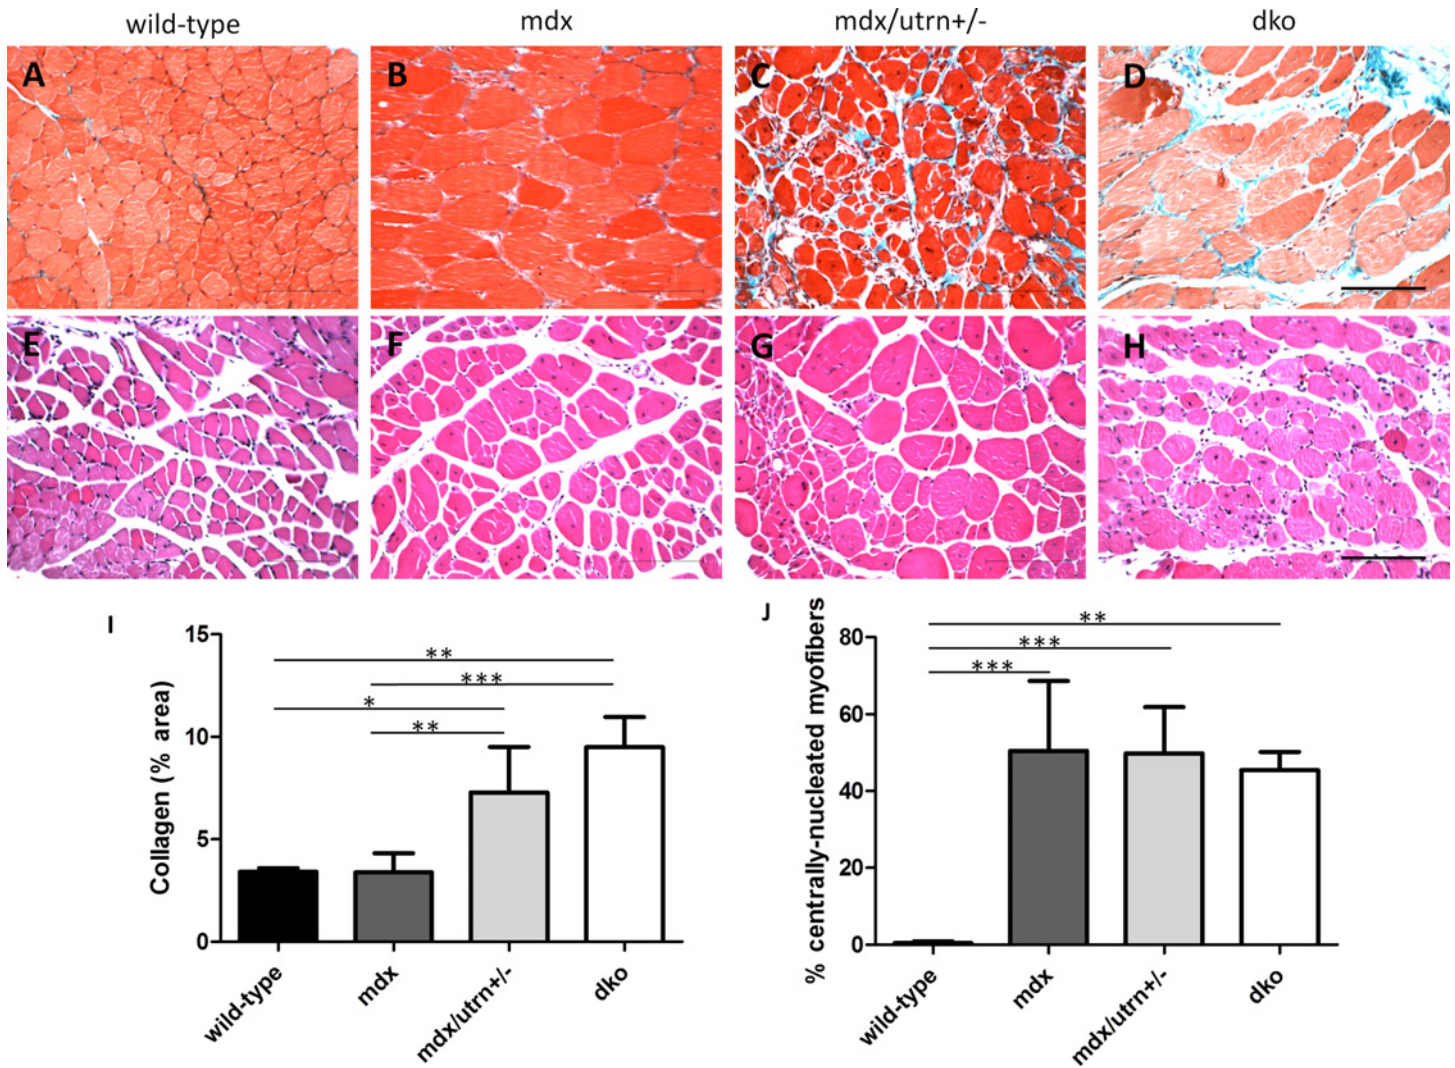 wild-type mdx mdx/utrn+/- dko
A B C D
E F G H
I
15
10
5
0
Collagen (% area)
**
***
*
**
wild-type
mdx
mdx/utrn+/-
dko
J
80
60
40
20
0
% centrally-nucleated myofibers
**
***
***
wild-type
mdx
mdx/utrn+/-
dko